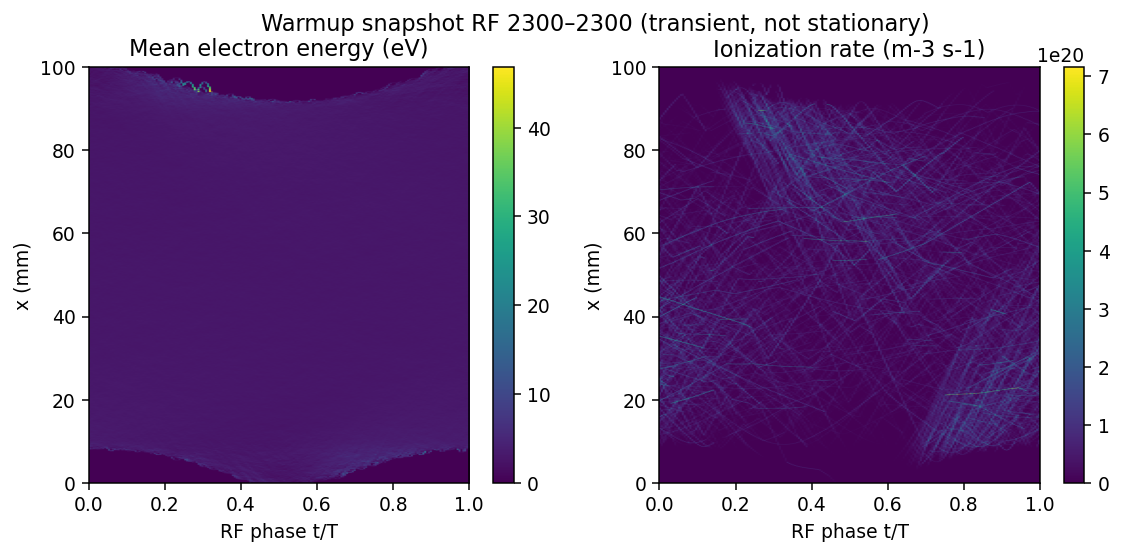 Warmup snapshot RF 2300–2300 (transient, not stationary)
Mean electron energy (eV)
100
80
60
40
20
0
x (mm)
0.0 0.2 0.4 0.6 0.8 1.0
RF phase t/T
40
30
20
10
0
Ionization rate (m-3 s-1)
100
80
60
40
20
0
x (mm)
0.0 0.2 0.4 0.6 0.8 1.0
RF phase t/T
1e20
7
6
5
4
3
2
1
0